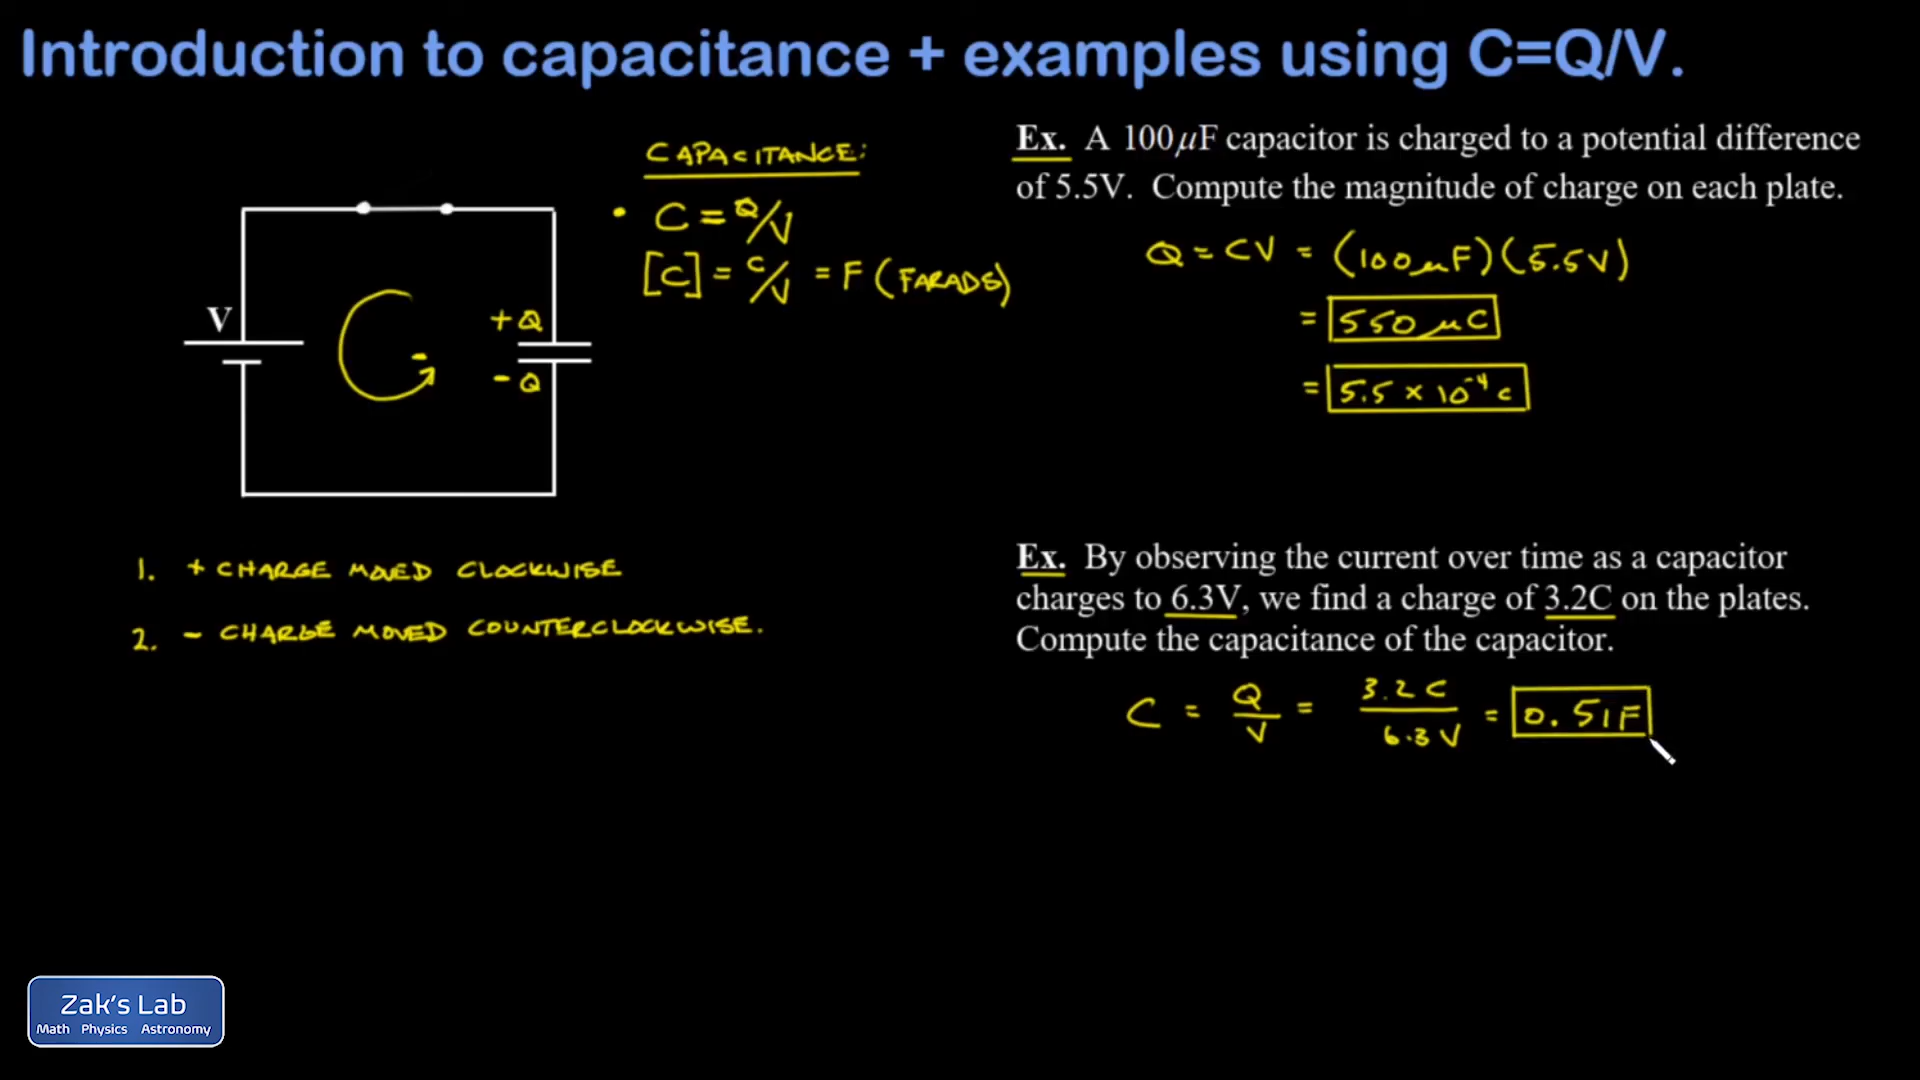 Introduction to capacitance + examples using C=Q/V.
V
+Q
-
-Q
1. + CHARGE MOVED CLOCKWISE
2. - CHARGE MOVED COUNTERCLOCKWISE.
CAPACITANCE:
• C = Q/V
[C] = C/V = F (FARADS)
Ex. A 100μF capacitor is charged to a potential difference
of 5.5V. Compute the magnitude of charge on each plate.
Q = CV = (100μF)(5.5V)
= 550μC
= 5.5 × 10⁻⁴ C
Ex. By observing the current over time as a capacitor
charges to 6.3V, we find a charge of 3.2C on the plates.
Compute the capacitance of the capacitor.
C = Q/V = 3.2 C/6.3 V = 0.51F
Zak's Lab
Math Physics Astronomy